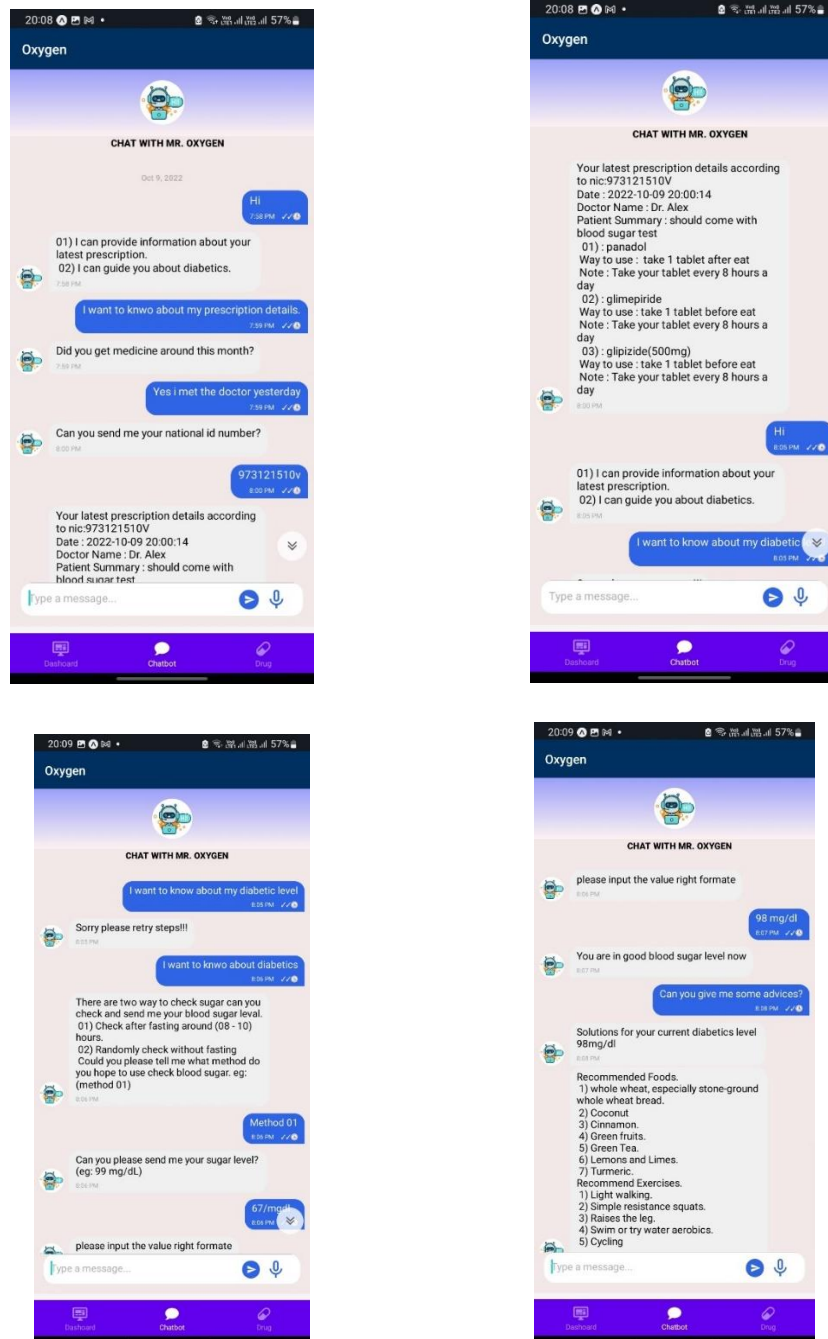 20:08
57%
Oxygen
CHAT WITH MR. OXYGEN
Oct 9, 2022
Hi
7:58 PM
01) I can provide information about your
latest prescription.
02) I can guide you about diabetics.
7:58 PM
I want to knwo about my prescription details.
7:59 PM
Did you get medicine around this month?
7:59 PM
Yes i met the doctor yesterday
7:59 PM
Can you send me your national id number?
8:00 PM
973121510v
8:00 PM
Your latest prescription details according
to nic:973121510V
Date : 2022-10-09 20:00:14
Doctor Name : Dr. Alex
Patient Summary : should come with
blood sugar test
Type a message...
Dashoard Chatbot Drug
20:08
57%
Oxygen
CHAT WITH MR. OXYGEN
Your latest prescription details according
to nic:973121510V
Date : 2022-10-09 20:00:14
Doctor Name : Dr. Alex
Patient Summary : should come with
blood sugar test
01) : panadol
Way to use : take 1 tablet after eat
Note : Take your tablet every 8 hours a
day
02) : glimepiride
Way to use : take 1 tablet before eat
Note : Take your tablet every 8 hours a
day
03) : glipizide(500mg)
Way to use : take 1 tablet before eat
Note : Take your tablet every 8 hours a
day
8:00 PM
Hi
8:05 PM
01) I can provide information about your
latest prescription.
02) I can guide you about diabetics.
8:05 PM
I want to know about my diabetic
8:05 PM
Type a message...
Dashoard Chatbot Drug
20:09
57%
Oxygen
CHAT WITH MR. OXYGEN
I want to know about my diabetic level
8:05 PM
Sorry please retry steps!!!
8:05 PM
I want to knwo about diabetics
8:06 PM
There are two way to check sugar can you
check and send me your blood sugar leval.
01) Check after fasting around (08 - 10)
hours.
02) Randomly check without fasting
Could you please tell me what method do
you hope to use check blood sugar. eg:
(method 01)
8:06 PM
Method 01
8:06 PM
Can you please send me your sugar level?
(eg: 99 mg/dL)
8:06 PM
67/mgdl
8:06 PM
please input the value right formate
Type a message...
Dashoard Chatbot Drug
20:09
57%
Oxygen
CHAT WITH MR. OXYGEN
please input the value right formate
8:06 PM
98 mg/dl
8:07 PM
You are in good blood sugar level now
8:07 PM
Can you give me some advices?
8:08 PM
Solutions for your current diabetics level
98mg/dl
8:08 PM
Recommended Foods.
1) whole wheat, especially stone-ground
whole wheat bread.
2) Coconut
3) Cinnamon.
4) Green fruits.
5) Green Tea.
6) Lemons and Limes.
7) Turmeric.
Recommend Exercises.
1) Light walking.
2) Simple resistance squats.
3) Raises the leg.
4) Swim or try water aerobics.
5) Cycling
Type a message...
Dashoard Chatbot Drug